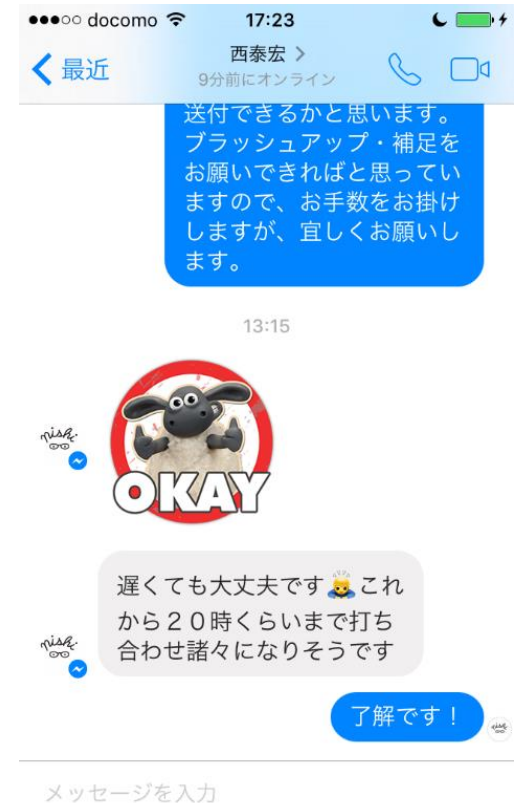 docomo 17:23
最近 西泰宏 >
9分前にオンライン
送付できるかと思います。
ブラッシュアップ・補足を
お願いできればと思ってい
ますので、お手数をお掛け
しますが、宜しくお願いし
ます。
13:15
nishi
OKAY
遅くても大丈夫です🙇これ
から２０時くらいまで打ち
合わせ諸々になりそうです
nishi
了解です！
メッセージを入力